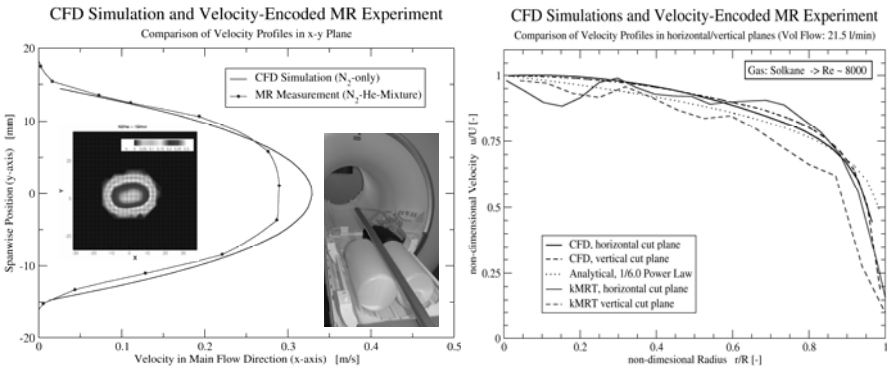 CFD Simulation and Velocity-Encoded MR Experiment
Comparison of Velocity Profiles in x-y Plane
CFD Simulation (N2-only)
MR Measurement (N2-He-Mixture)
Spanwise Position (y-axis) [mm]
20
10
0
-10
-20
0
0.1
0.2
0.3
0.4
0.5
Velocity in Main Flow Direction (x-axis) [m/s]
Y
X
CFD Simulations and Velocity-Encoded MR Experiment
Comparison of Velocity Profiles in horizontal/vertical planes (Vol Flow: 21.5 l/min)
Gas: Solkane -> Re ~ 8000
non-dimensional Velocity u/U [-]
1
0.75
0.5
0.25
0
CFD, horizontal cut plane
CFD, vertical cut plane
Analytical, 1/6.0 Power Law
kMRT, horizontal cut plane
kMRT vertical cut plane
0
0.2
0.4
0.6
0.8
1
non-dimesional Radius r/R [-]